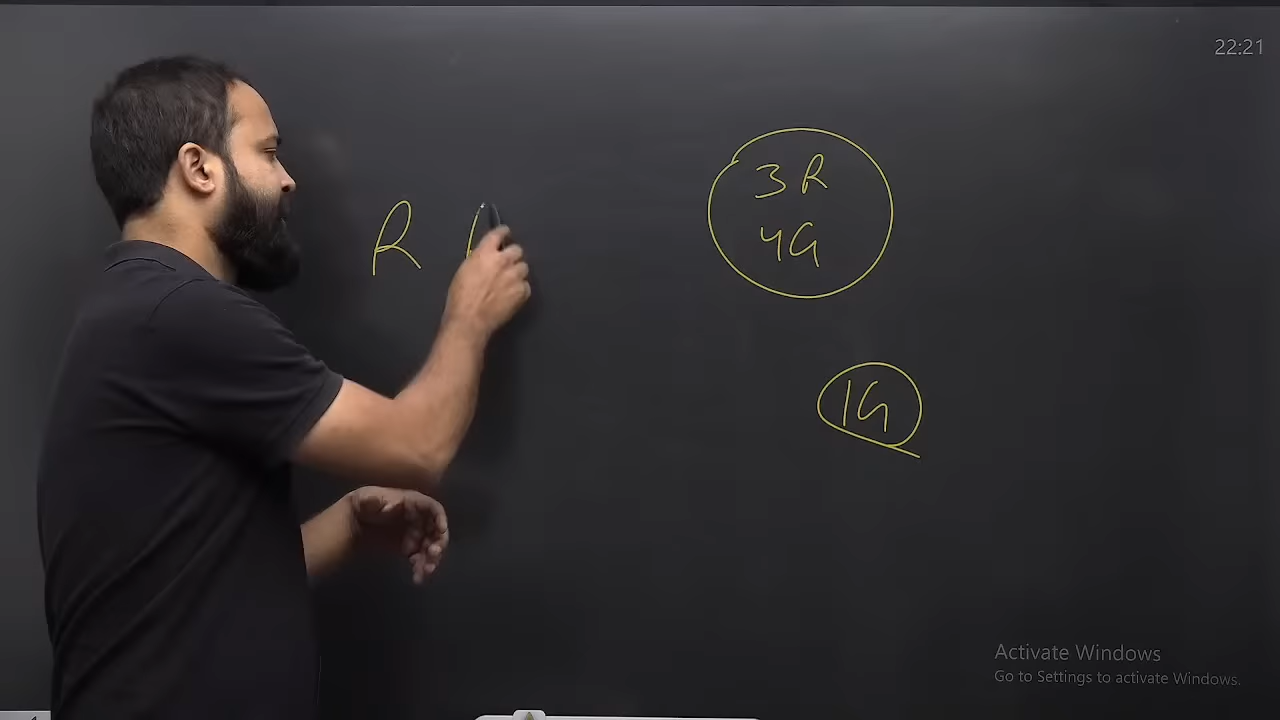 22:21
3R
4G
R
1G
Activate Windows
Go to Settings to activate Windows.